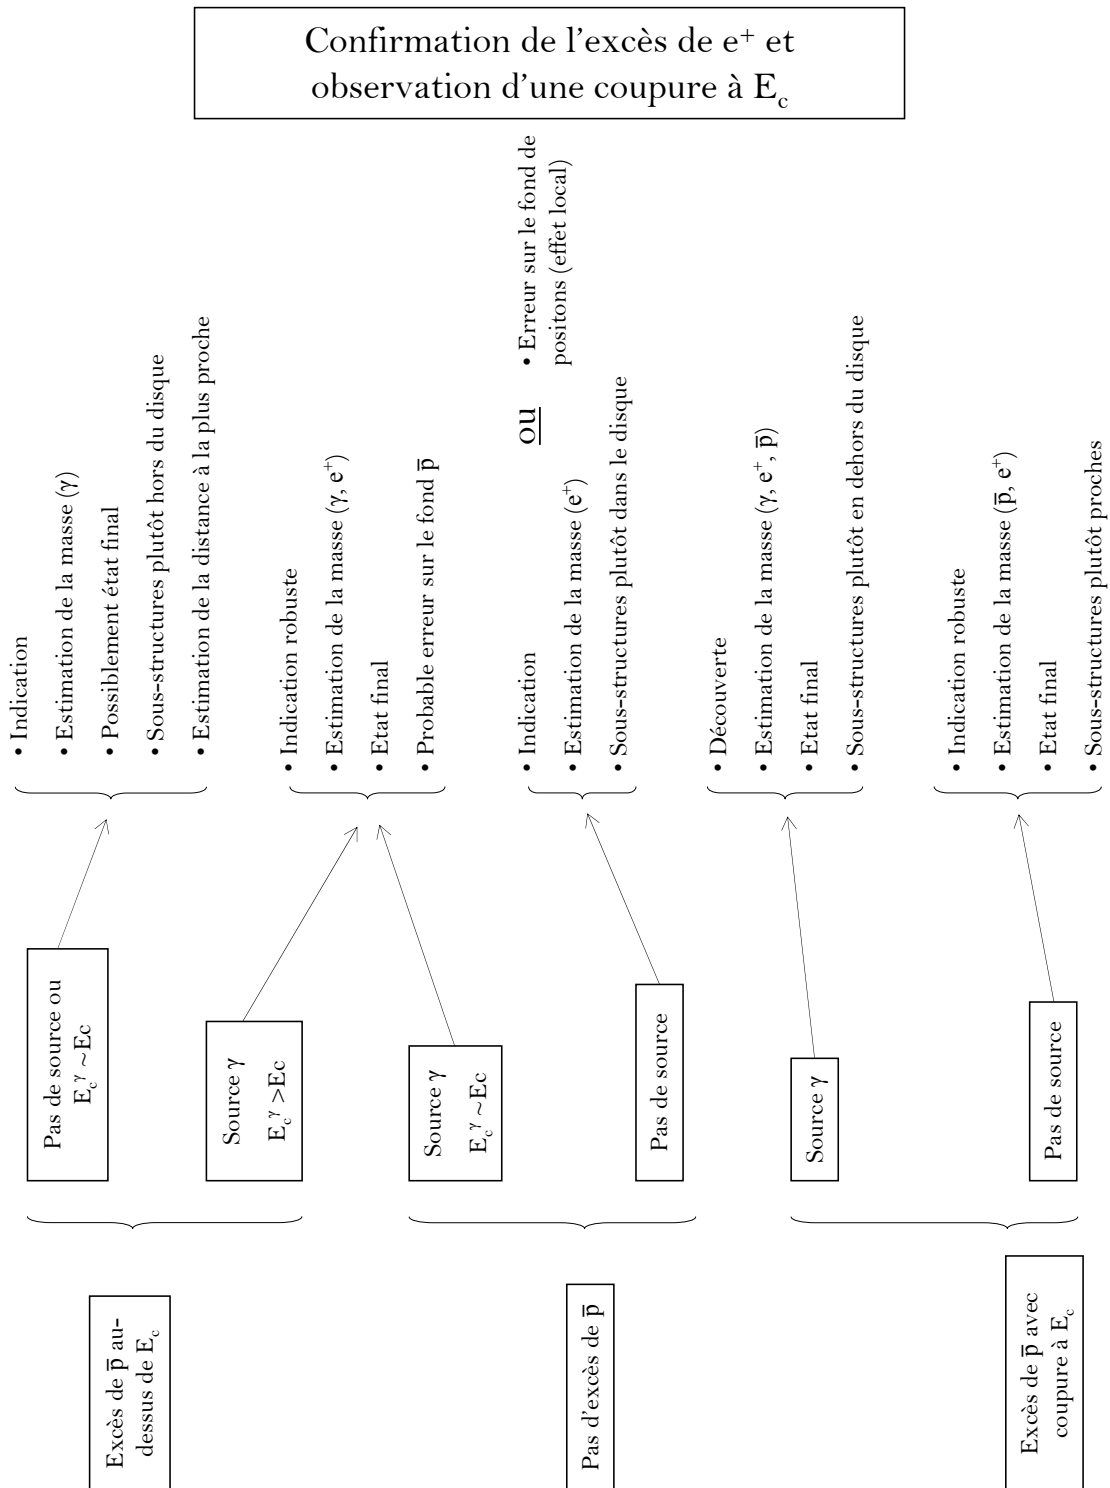 Confirmation de l'excès de e⁺ et
observation d'une coupure à E_c
Excès de p̅ au-
dessus de E_c
Pas de source ou
E_c^γ ~Ec
• Indication
• Estimation de la masse (γ)
• Possiblement état final
• Sous-structures plutôt hors du disque
• Estimation de la distance à la plus proche
Source γ
E_c^γ >Ec
• Indication robuste
• Estimation de la masse (γ, e⁺)
• Etat final
• Probable erreur sur le fond p̅
Pas d'excès de p̅
Source γ
E_c^γ ~Ec
Pas de source
• Indication
• Estimation de la masse (e⁺)
• Sous-structures plutôt dans le disque
ou
• Erreur sur le fond de
positons (effet local)
Excès de p̅ avec
coupure à E_c
Source γ
• Découverte
• Estimation de la masse (γ, e⁺, p̅)
• Etat final
• Sous-structures plutôt en dehors du disque
Pas de source
• Indication robuste
• Estimation de la masse (p̅, e⁺)
• Etat final
• Sous-structures plutôt proches